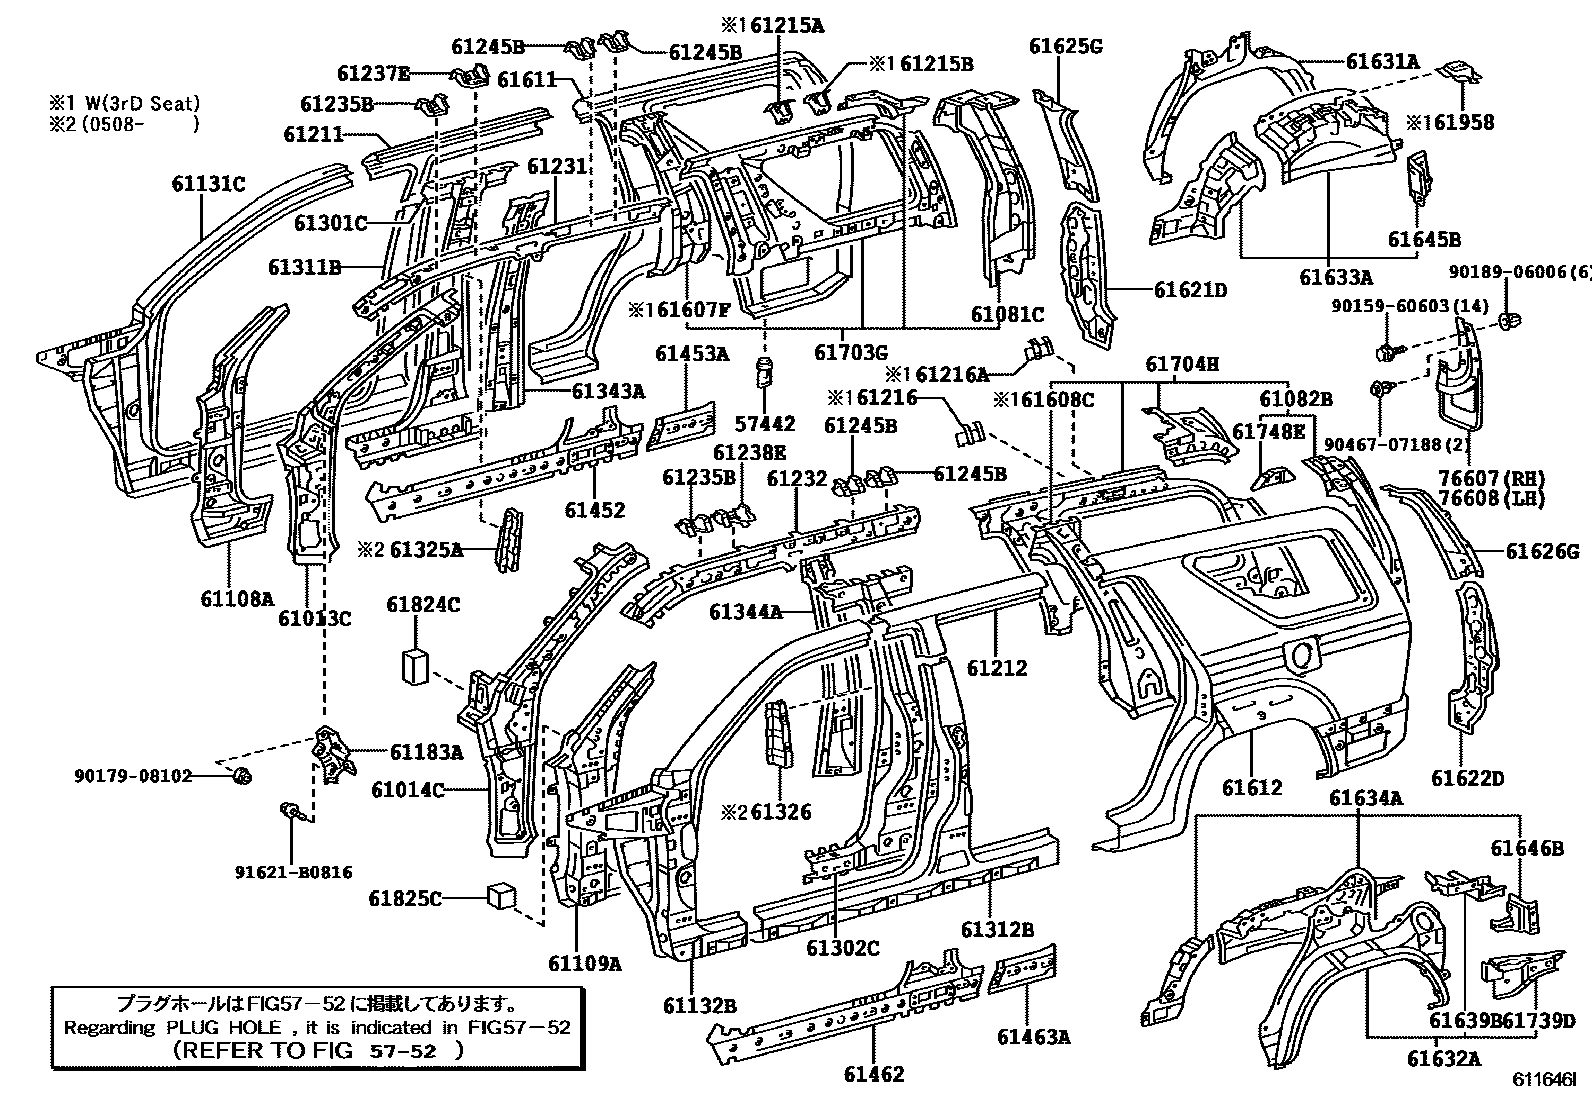 ※1 61215A
61245B
61245B
61625G
61237E
61611
※1 61215B
61631A
※1 W(3rD Seat)
※2 (0508-      )
61235B
61211
※1 61958
61131C
61231
61301C
61311B
61645B
61633A
90189-06006(6)
※1 61607F
61081C
61621D
90159-60603(14)
61453A
61703G
※1 61216A
61704H
61343A
※1 61216
※1 61608C
61082B
57442
61245B
61748E
90467-07188(2)
61238E
61235B
61232
61245B
76607(RH)
76608(LH)
61452
※2 61325A
61626G
61108A
61013C
61824C
61344A
61212
61183A
90179-08102
61014C
61622D
61612
61634A
※2 61326
61646B
91621-B0816
61825C
61312B
61302C
61109A
61132B
プラグホールはFIG57-52に掲載してあります。
Regarding PLUG HOLE , it is indicated in FIG57-52
(REFER TO FIG 57-52 )
61463A
61639B
61739D
61632A
61462
611646I